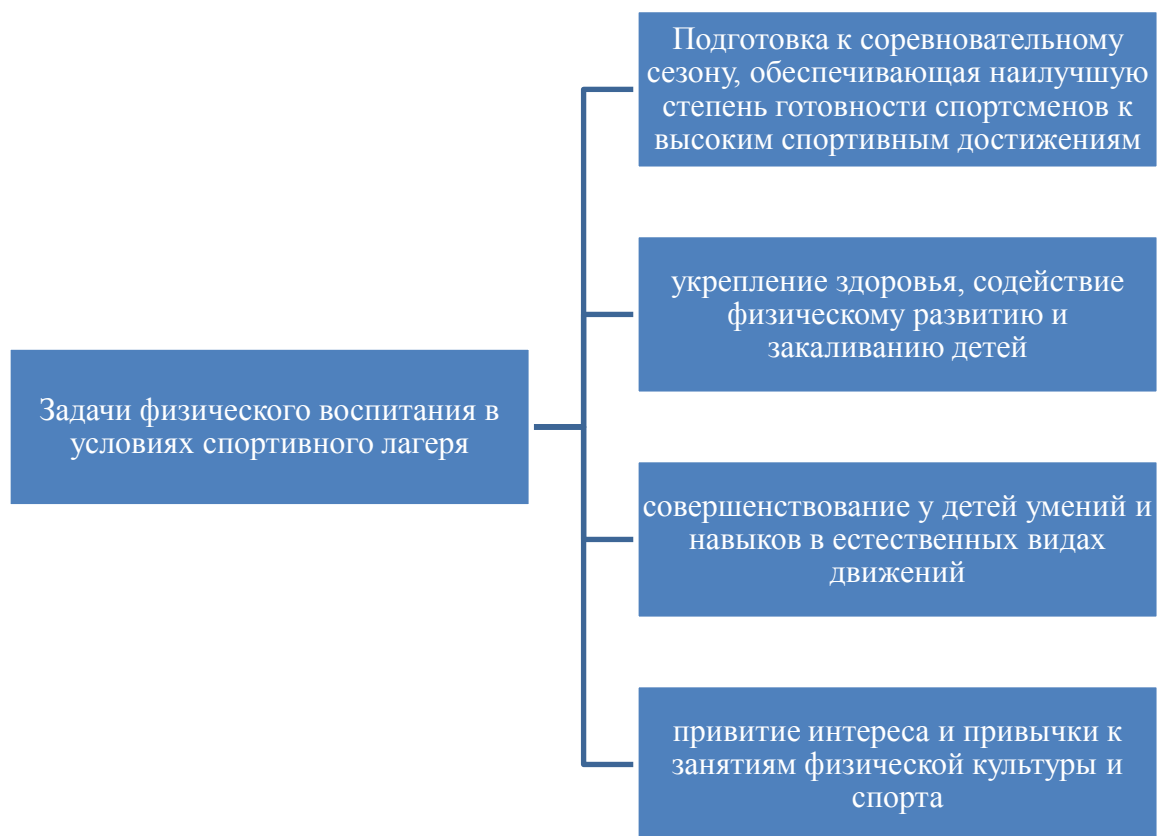 Задачи физического воспитания в
условиях спортивного лагеря
Подготовка к соревновательному
сезону, обеспечивающая наилучшую
степень готовности спортсменов к
высоким спортивным достижениям
укрепление здоровья, содействие
физическому развитию и
закаливанию детей
совершенствование у детей умений и
навыков в естественных видах
движений
привитие интереса и привычки к
занятиям физической культуры и
спорта